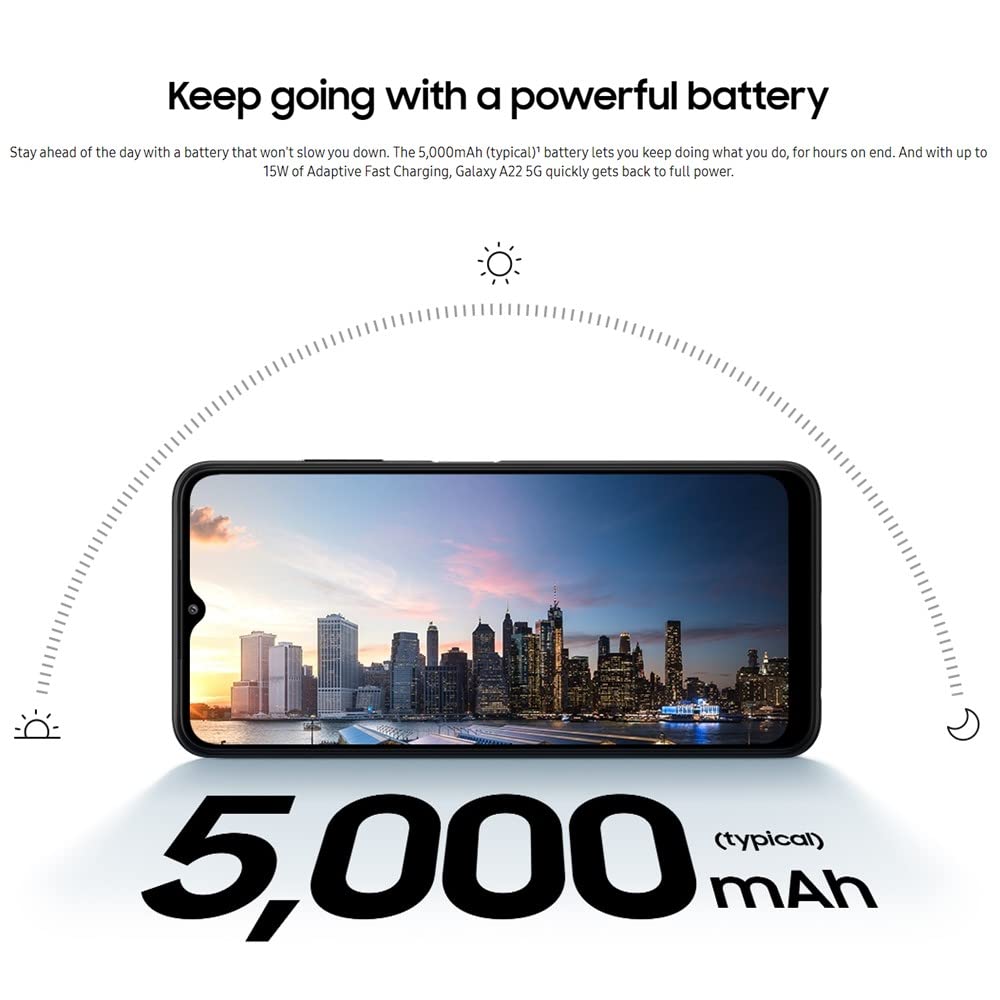 Keep going with a powerful battery
Stay ahead of the day with a battery that won't slow you down. The 5,000mAh (typical)¹ battery lets you keep doing what you do, for hours on end. And with up to
15W of Adaptive Fast Charging, Galaxy A22 5G quickly gets back to full power.
5,000 (typical) mAh